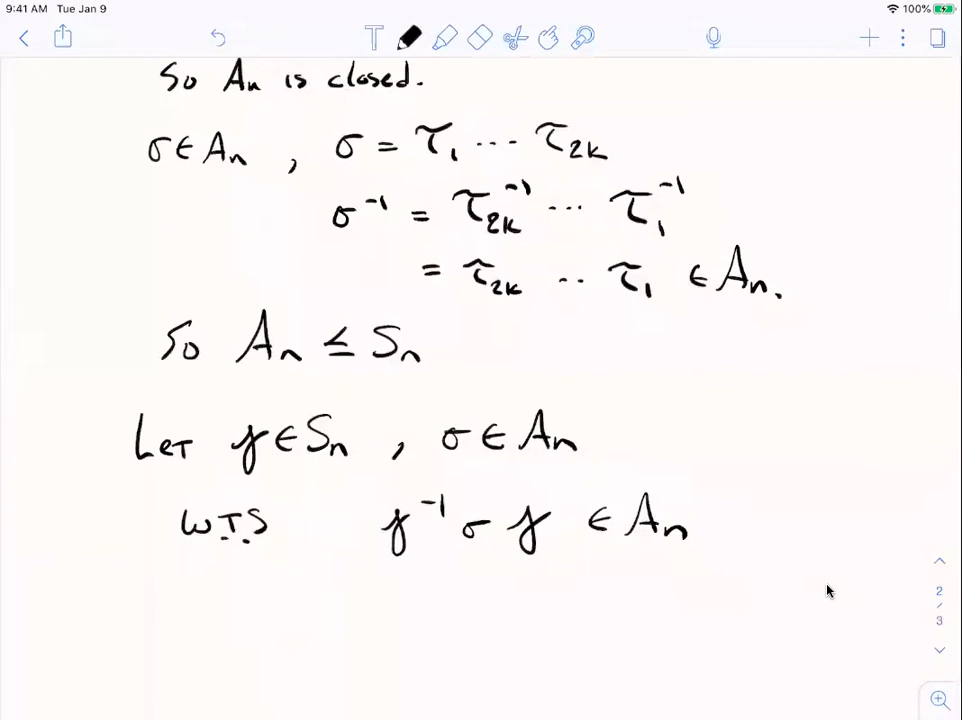 9:41 AM Tue Jan 9
100%
So An is closed.
σ ∈ An , σ = τ₁ ··· τ₂ₖ
σ⁻¹ = τ₂ₖ⁻¹ ··· τ₁⁻¹
= τ₂ₖ ·· τ₁ ∈ An.
So An ≤ Sn
Let γ ∈ Sn , σ ∈ An
W.T.S γ⁻¹ σ γ ∈ An
2
/
3